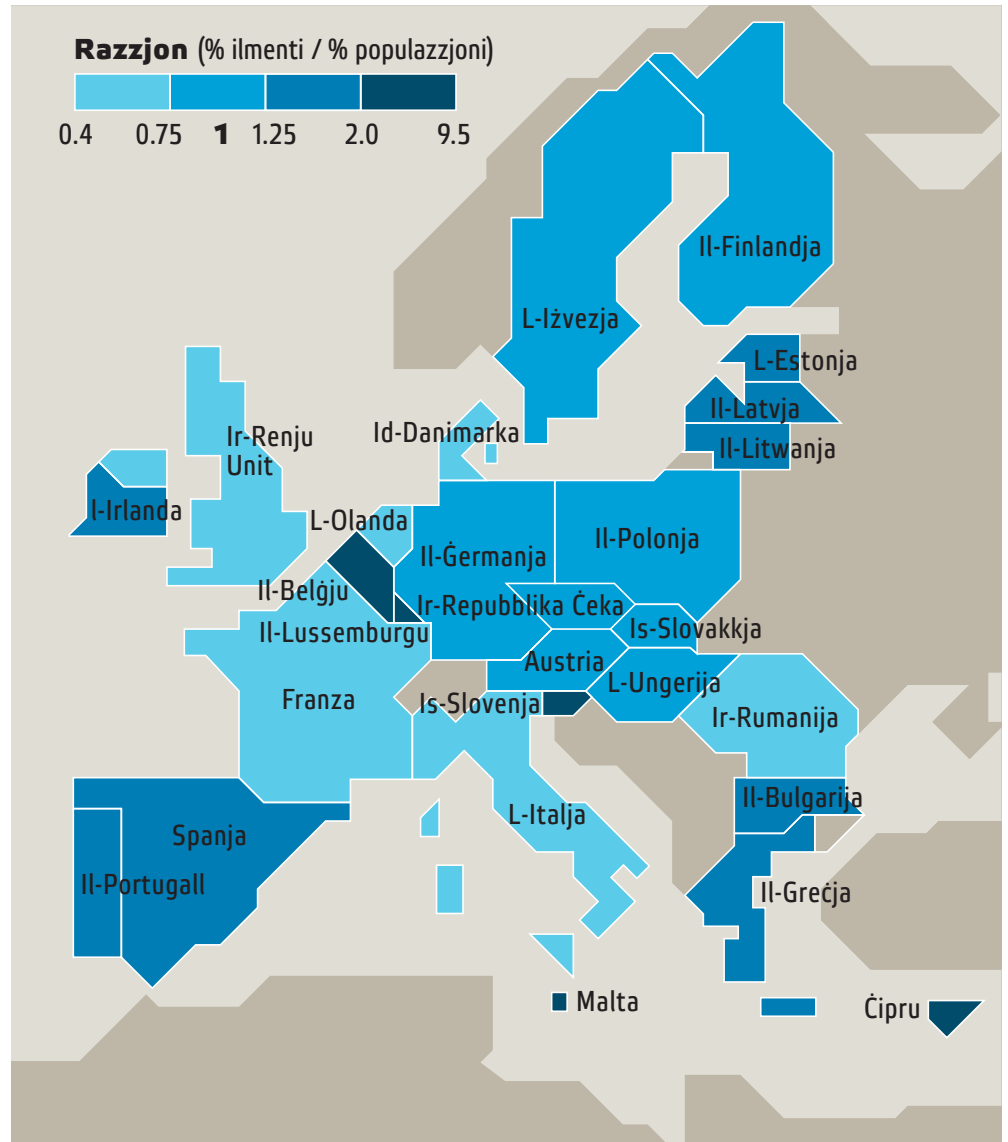 Razzjon (% ilmenti / % populazzjoni)
0.4 0.75 1 1.25 2.0 9.5
Il-Finlandja
L-Iżvezja
L-Estonja
Il-Latvja
Il-Litwanja
Id-Danimarka
Ir-Renju
Unit
I-Irlanda
L-Olanda
Il-Ġermanja
Il-Polonja
Il-Belġju
Ir-Repubblika Ċeka
Il-Lussemburgu
Is-Slovakkja
Austria
L-Ungerija
Franza
Is-Slovenja
Ir-Rumanija
Il-Bulgarija
L-Italja
Spanja
Il-Portugall
Il-Greċja
Malta
Ċipru